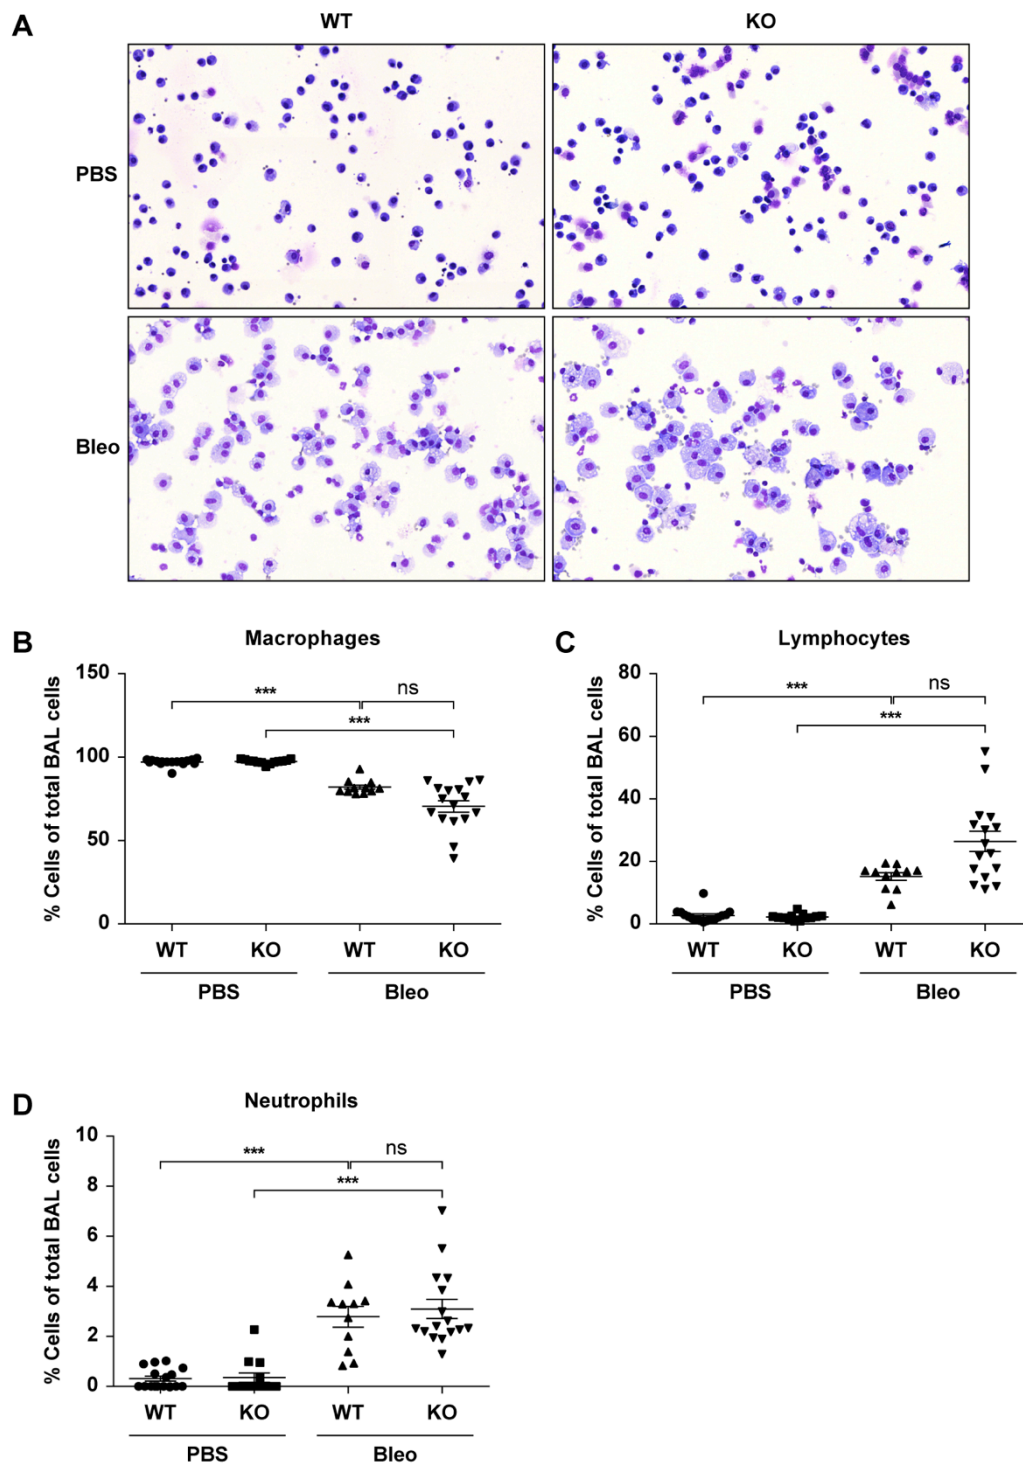 A
WT
KO
PBS
Bleo
B
Macrophages
% Cells of total BAL cells
150
100
50
0
***
ns
***
WT
KO
WT
KO
PBS
Bleo
C
Lymphocytes
% Cells of total BAL cells
80
60
40
20
0
***
ns
***
WT
KO
WT
KO
PBS
Bleo
D
Neutrophils
% Cells of total BAL cells
10
8
6
4
2
0
***
ns
***
WT
KO
WT
KO
PBS
Bleo